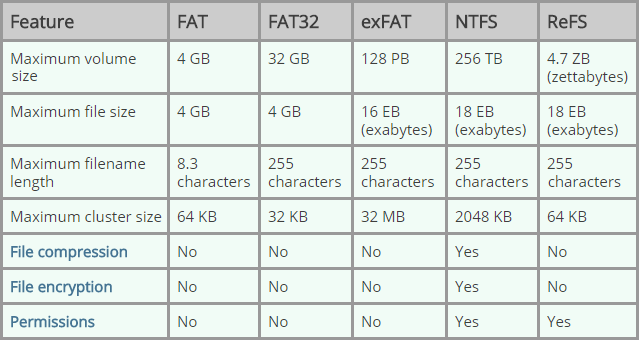 Feature FAT FAT32 exFAT NTFS ReFS
Maximum volume 4 GB 32 GB 128 PB 256 TB 4.7 ZB
size (zettabytes)
Maximum file size 4 GB 4 GB 16 EB 18 EB 18 EB
(exabytes) (exabytes) (exabytes)
Maximum filename 8.3 255 255 255 255
length characters characters characters characters characters
Maximum cluster size 64 KB 32 KB 32 MB 2048 KB 64 KB
File compression No No No Yes No
File encryption No No No Yes No
Permissions No No No Yes Yes